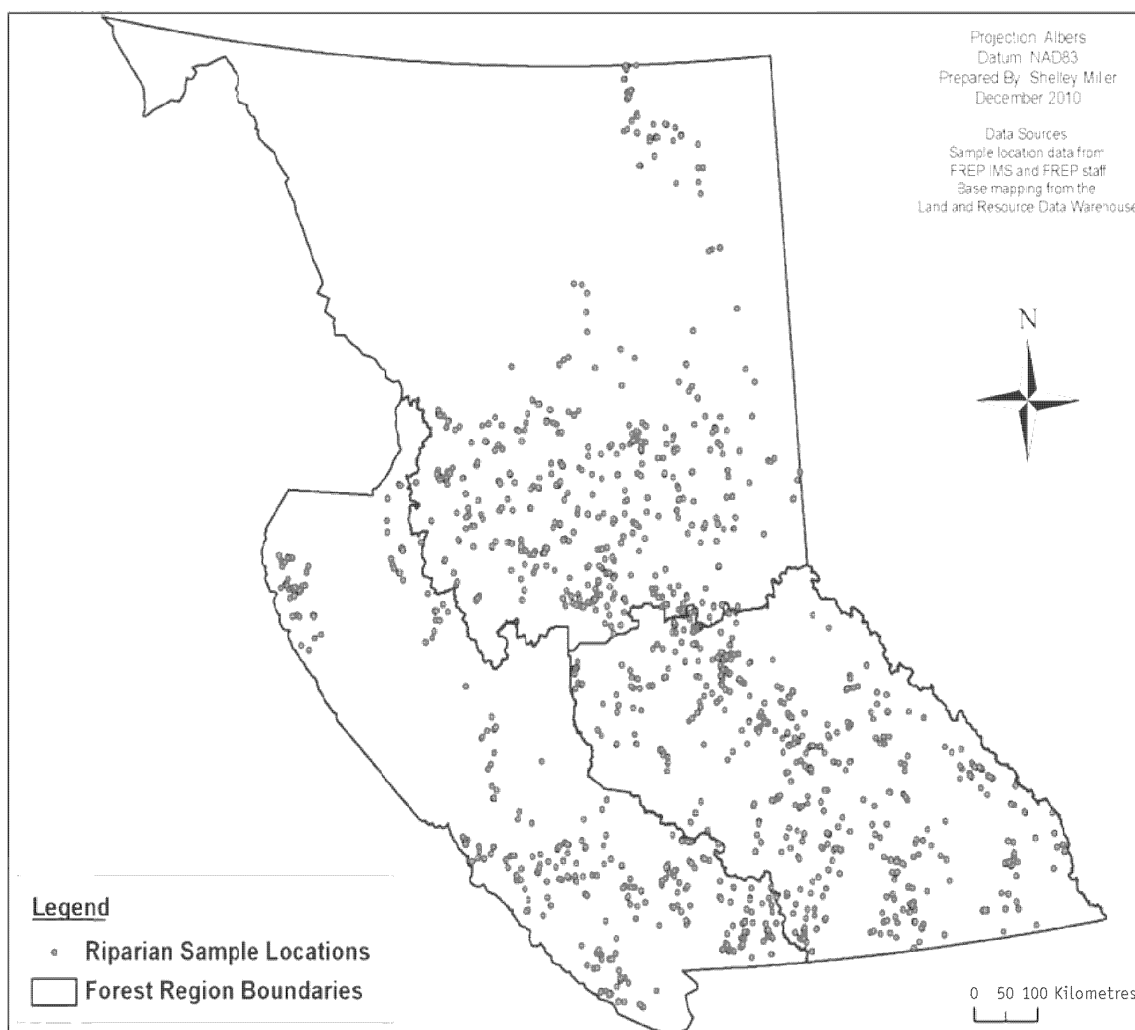 Projection Albers
Datum NAD83
Prepared By Shelley Miller
December 2010
Data Sources
Sample location data from
FREP IMS and FREP staff
Base mapping from the
Land and Resource Data Warehouse
N
Legend
Riparian Sample Locations
Forest Region Boundaries
0 50 100 Kilometres